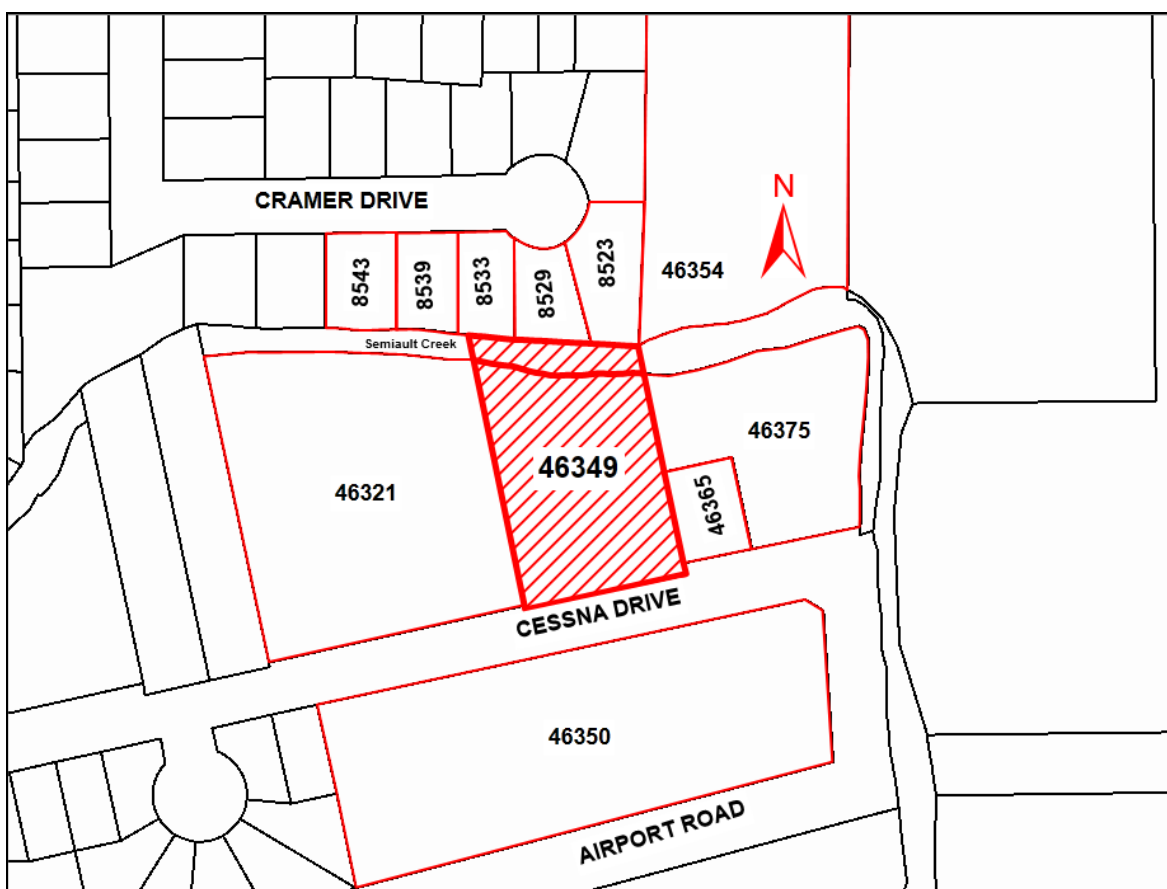 N
CRAMER DRIVE
8543
8539
8533
8529
8523
46354
Semiault Creek
46321
46349
46375
46365
CESSNA DRIVE
46350
AIRPORT ROAD